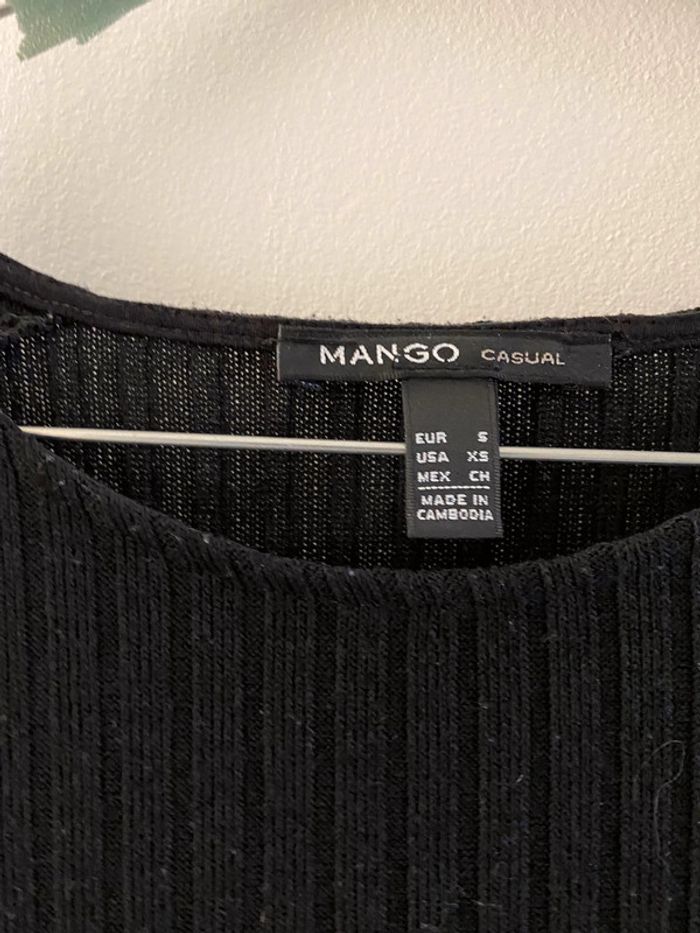 MANGO CASUAL
EUR S
USA XS
MEX CH
MADE IN
CAMBODIA